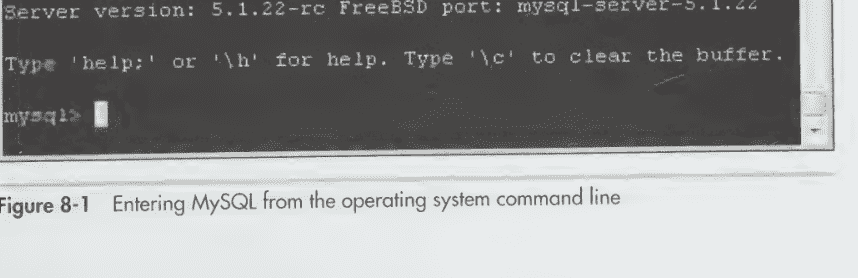 Server version: 5.1.22-rc FreeBSD port: mysql-server-5.1.22
Type 'help;' or '\h' for help. Type '\c' to clear the buffer.
mysql>
Figure 8-1 Entering MySQL from the operating system command line